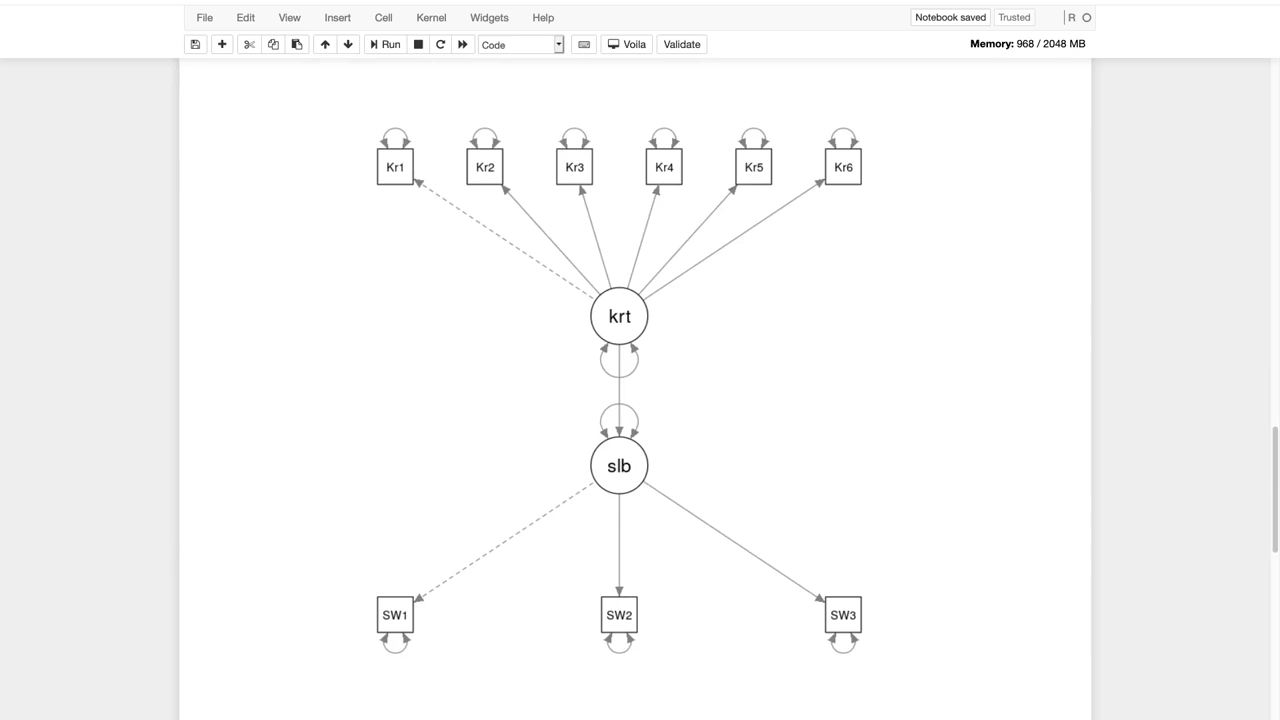 File Edit View Insert Cell Kernel Widgets Help Notebook saved Trusted R
Run Code Voila Validate Memory: 968 / 2048 MB
Kr1 Kr2 Kr3 Kr4 Kr5 Kr6
krt
slb
SW1 SW2 SW3